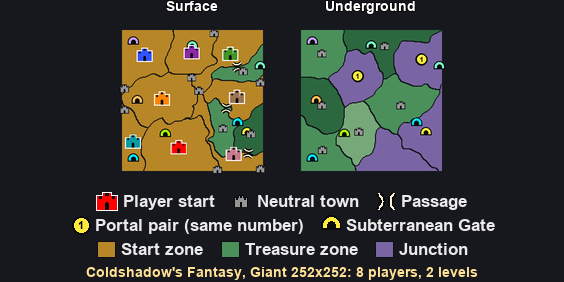 Surface Underground
1
1
Player start Neutral town Passage
1 Portal pair (same number) Subterranean Gate
Start zone Treasure zone Junction
Coldshadow's Fantasy, Giant 252x252: 8 players, 2 levels